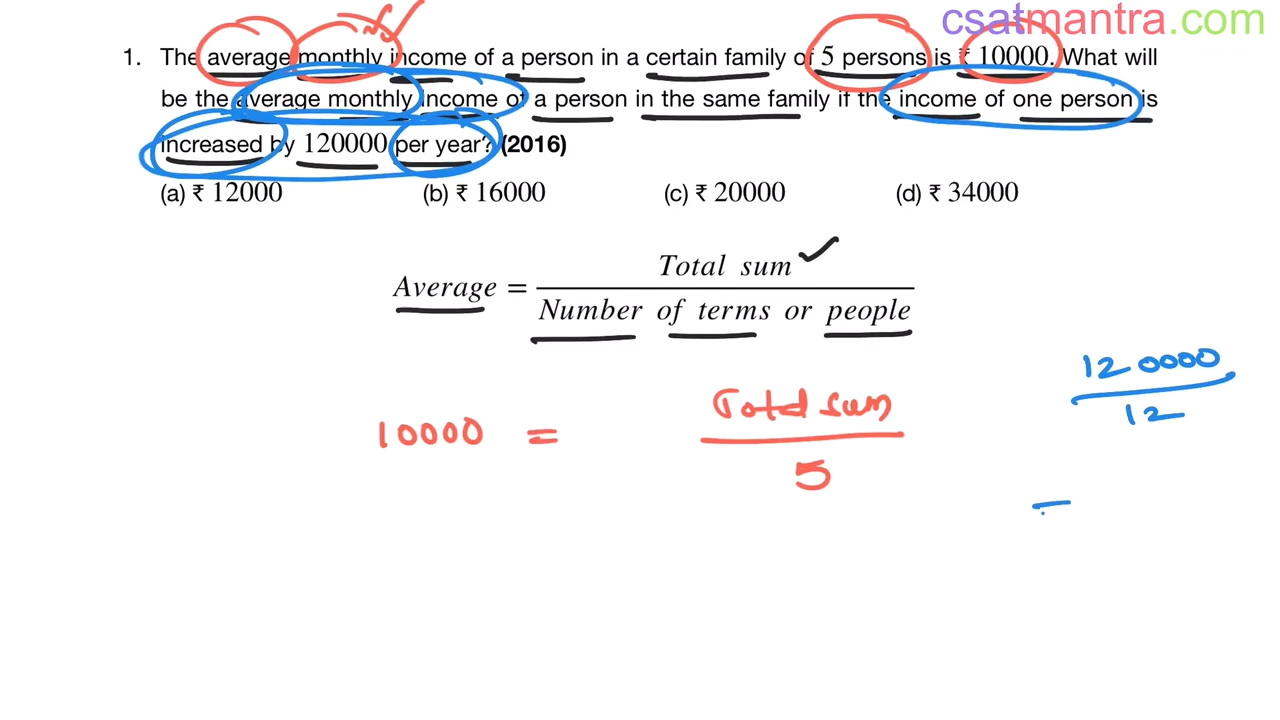 csatmantra.com
1. The average monthly income of a person in a certain family of 5 persons is ₹ 10000. What will
be the average monthly income of a person in the same family if the income of one person is
increased by 120000 per year? (2016)
(a) ₹ 12000 (b) ₹ 16000 (c) ₹ 20000 (d) ₹ 34000
Average = Total sum
Number of terms or people
120000
12
10000 = Total sum
5